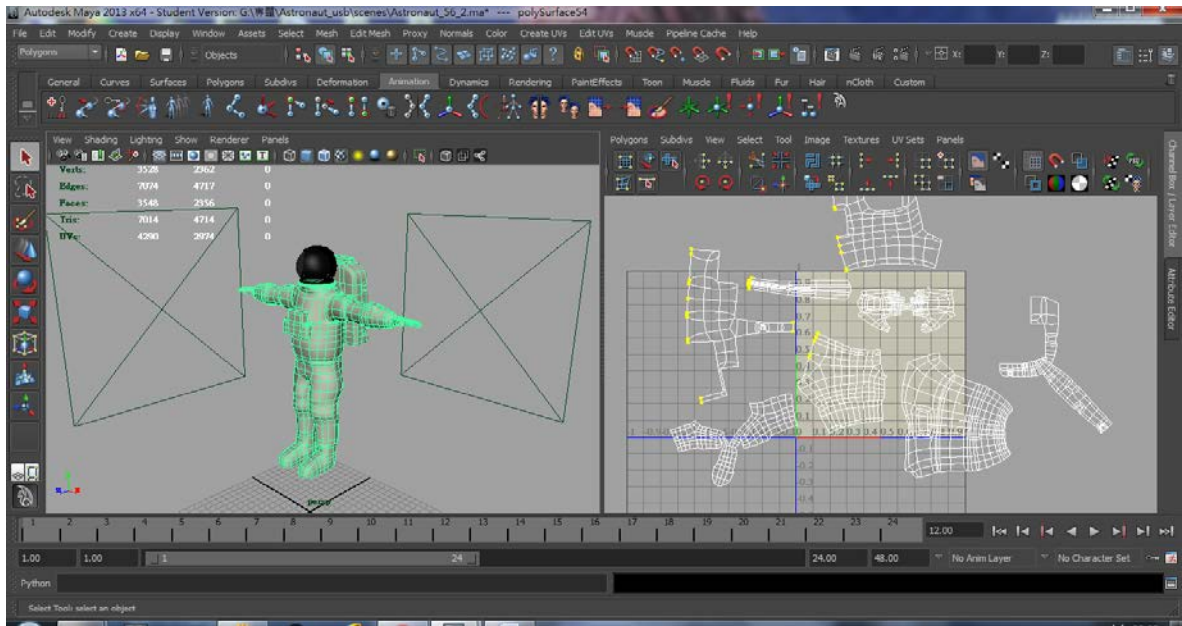 Autodesk Maya 2013 x64 - Student Version: G:\專題\Astronaut_usb\scenes\Astronaut_56_2.ma* --- polySurface54
File Edit Modify Create Display Window Assets Select Mesh Edit Mesh Proxy Normals Color Create UVs Edit UVs Muscle Pipeline Cache Help
Polygons Objects X: Y: Z:
General Curves Surfaces Polygons Subdivs Deformation Animation Dynamics Rendering PaintEffects Toon Muscle Fluids Fur Hair nCloth Custom
View Shading Lighting Show Renderer Panels
Polygons Subdivs View Select Tool Image Textures UV Sets Panels
Verts: 3528 2362 0
Edges: 7074 4717 0
Faces: 3548 2356 0
Tris: 7014 4714 0
UVs: 4290 2974 0
persp
Channel Box / Layer Editor
Attribute Editor
1 2 3 4 5 6 7 8 9 10 11 12 13 14 15 16 17 18 19 20 21 22 23 24 12.00
1.00 1.00 1 24 24.00 48.00 No Anim Layer No Character Set
Python
Select Tool: select an object